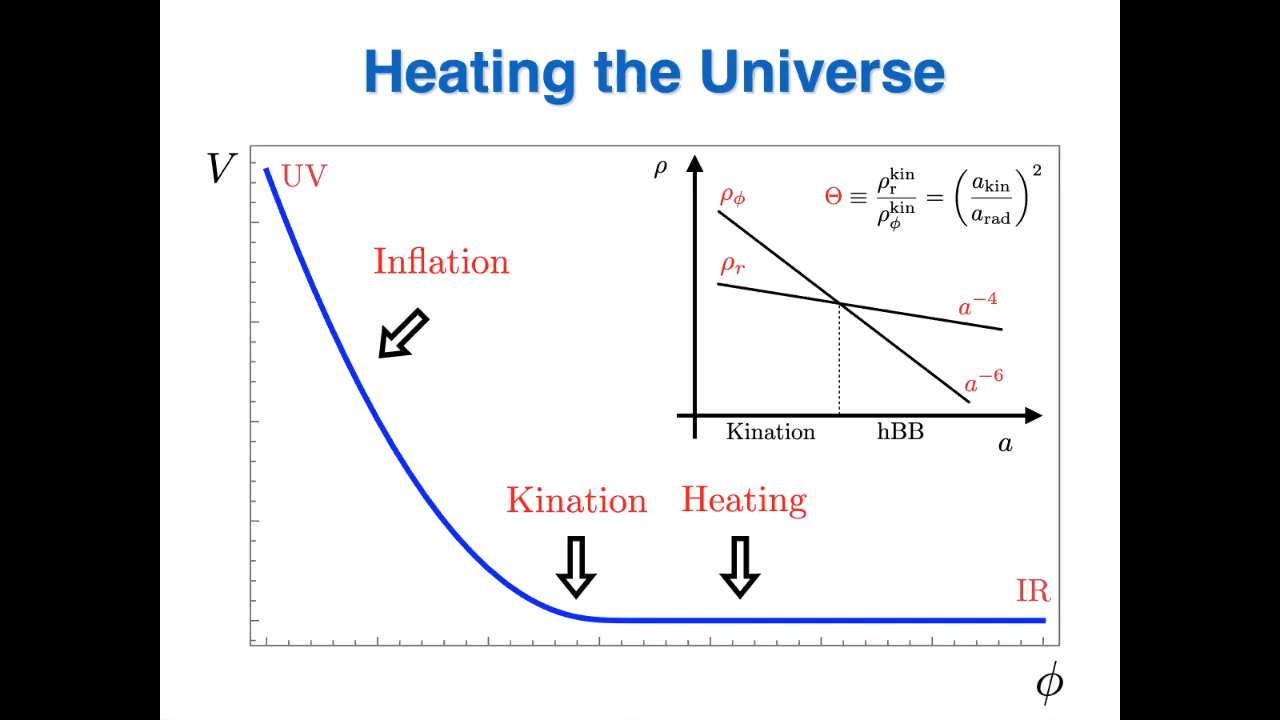 Heating the Universe
V
UV
Inflation
Kination
Heating
IR
ϕ
ρ
ρ_ϕ
ρ_r
Θ ≡ ρ_r^kin / ρ_ϕ^kin = (a_kin / a_rad)^2
a^−4
a^−6
Kination
hBB
a